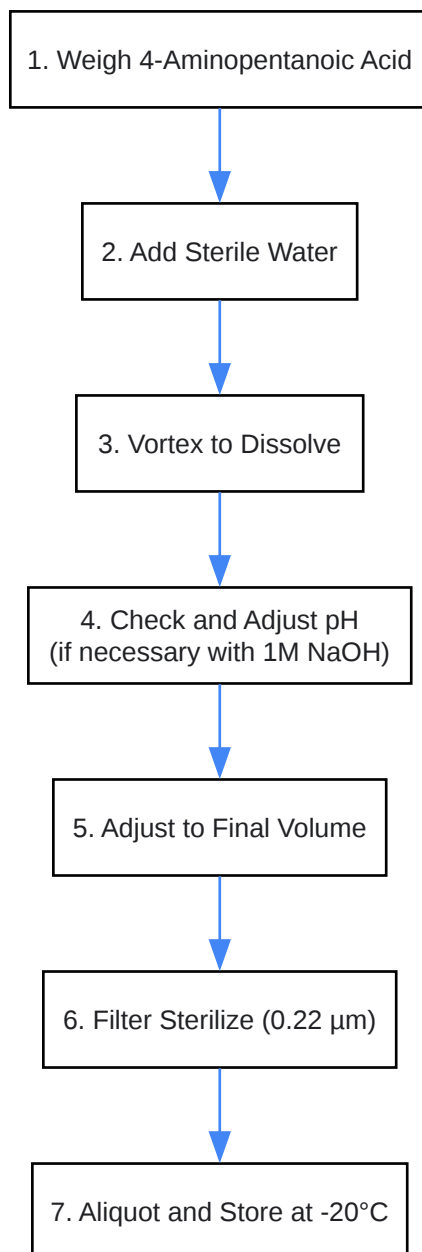 1. Weigh 4-Aminopentanoic Acid
2. Add Sterile Water
3. Vortex to Dissolve
4. Check and Adjust pH
(if necessary with 1M NaOH)
5. Adjust to Final Volume
6. Filter Sterilize (0.22 µm)
7. Aliquot and Store at -20°C